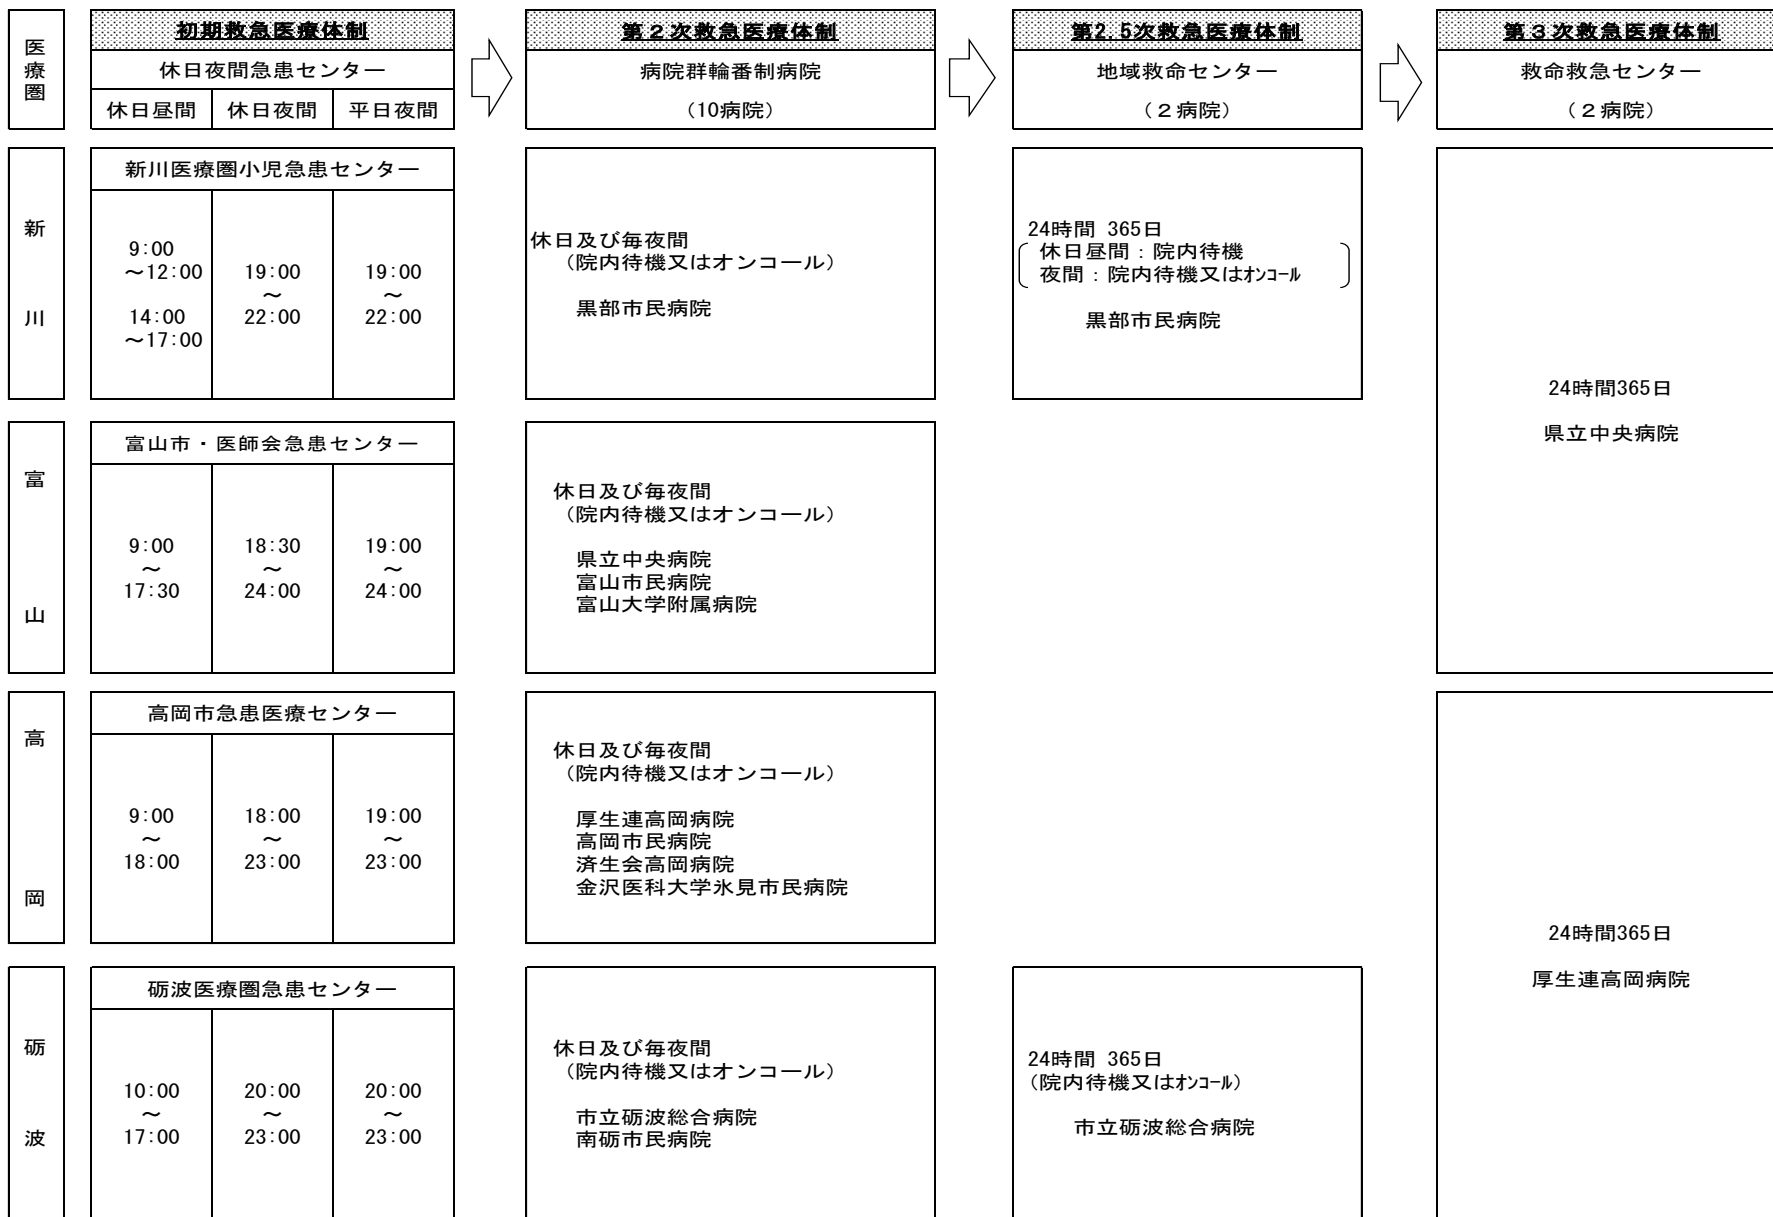 医療圏
初期救急医療体制
休日夜間急患センター
休日昼間 休日夜間 平日夜間
第２次救急医療体制
病院群輪番制病院
（10病院）
第2.5次救急医療体制
地域救命センター
（２病院）
第３次救急医療体制
救命救急センター
（２病院）
新川
新川医療圏小児急患センター
9:00
～12:00
14:00
～17:00
19:00
～
22:00
19:00
～
22:00
休日及び毎夜間
（院内待機又はオンコール）
黒部市民病院
24時間 365日
休日昼間：院内待機
夜間：院内待機又はオンコール
黒部市民病院
24時間365日
県立中央病院
富山
富山市・医師会急患センター
9:00
～
17:30
18:30
～
24:00
19:00
～
24:00
休日及び毎夜間
（院内待機又はオンコール）
県立中央病院
富山市民病院
富山大学附属病院
高岡
高岡市急患医療センター
9:00
～
18:00
18:00
～
23:00
19:00
～
23:00
休日及び毎夜間
（院内待機又はオンコール）
厚生連高岡病院
高岡市民病院
済生会高岡病院
金沢医科大学氷見市民病院
24時間365日
厚生連高岡病院
砺波
砺波医療圏急患センター
10:00
～
17:00
20:00
～
23:00
20:00
～
23:00
休日及び毎夜間
（院内待機又はオンコール）
市立砺波総合病院
南砺市民病院
24時間 365日
（院内待機又はオンコール）
市立砺波総合病院